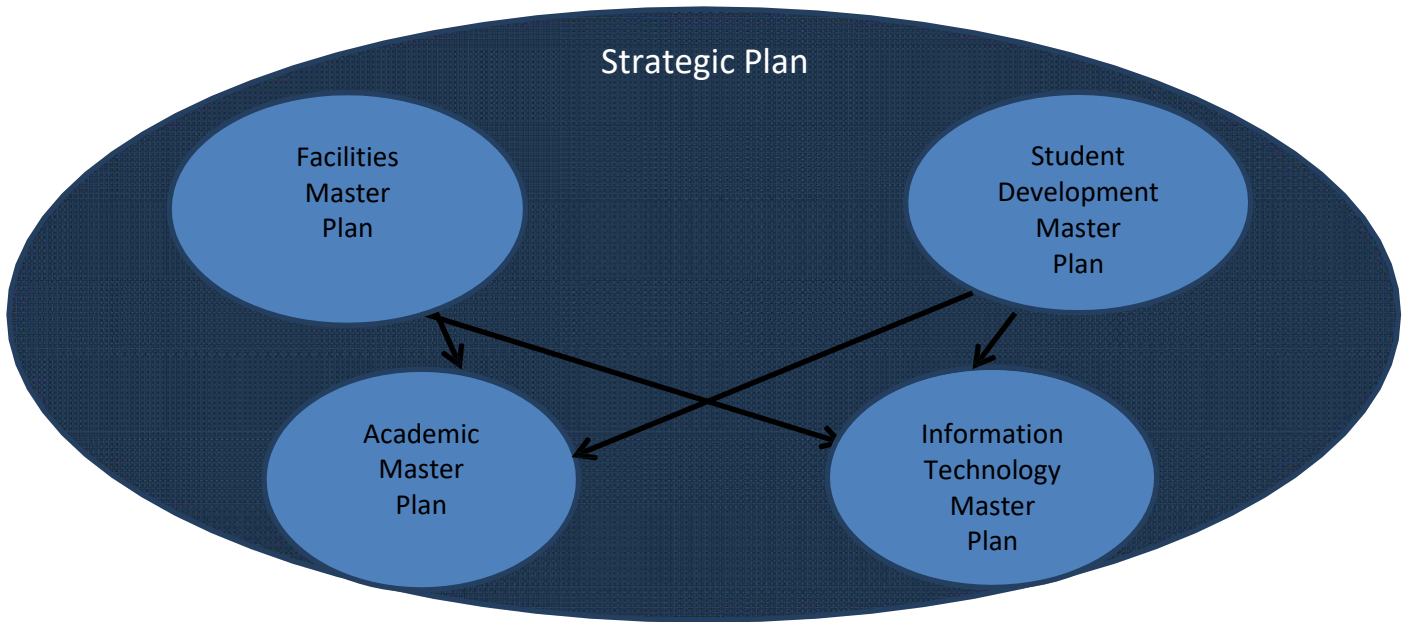 Strategic Plan
Facilities
Master
Plan
Student
Development
Master
Plan
Academic
Master
Plan
Information
Technology
Master
Plan